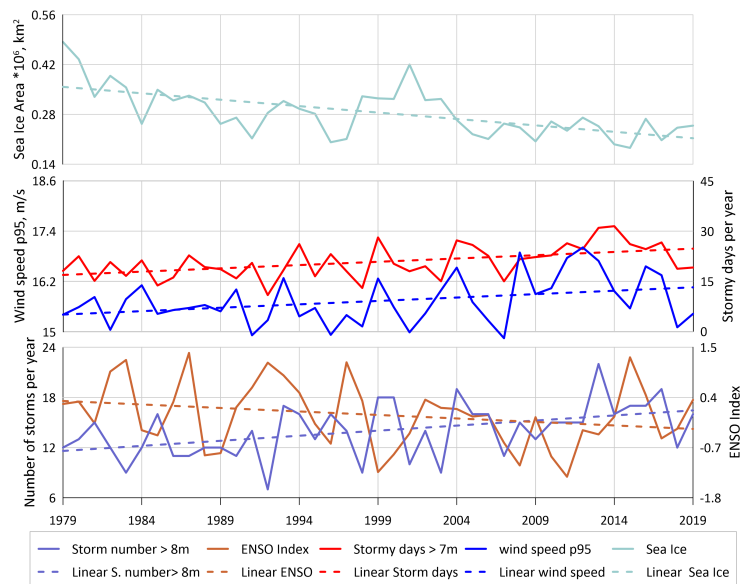 Sea Ice Area *10⁶, km²
0.56
0.42
0.28
0.14
Wind speed p95, m/s
18.6
17.4
16.2
15
Stormy days per year
45
30
15
0
Number of storms per year
24
18
12
6
ENSO Index
1.5
0.4
-0.7
-1.8
1979 1984 1989 1994 1999 2004 2009 2014 2019
Storm number > 8m ENSO Index Stormy days > 7m wind speed p95 Sea Ice
Linear S. number> 8m Linear ENSO Linear Storm days Linear wind speed Linear Sea Ice